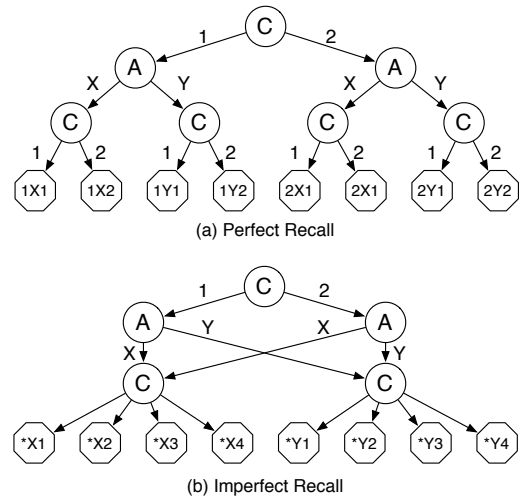 C
1 2
A A
X Y X Y
C C C C
1 2 1 2 1 2 1 2
1X1 1X2 1Y1 1Y2 2X1 2X1 2Y1 2Y2
(a) Perfect Recall
C
1 2
A A
Y X
X Y
C C
*X1 *X2 *X3 *X4 *Y1 *Y2 *Y3 *Y4
(b) Imperfect Recall